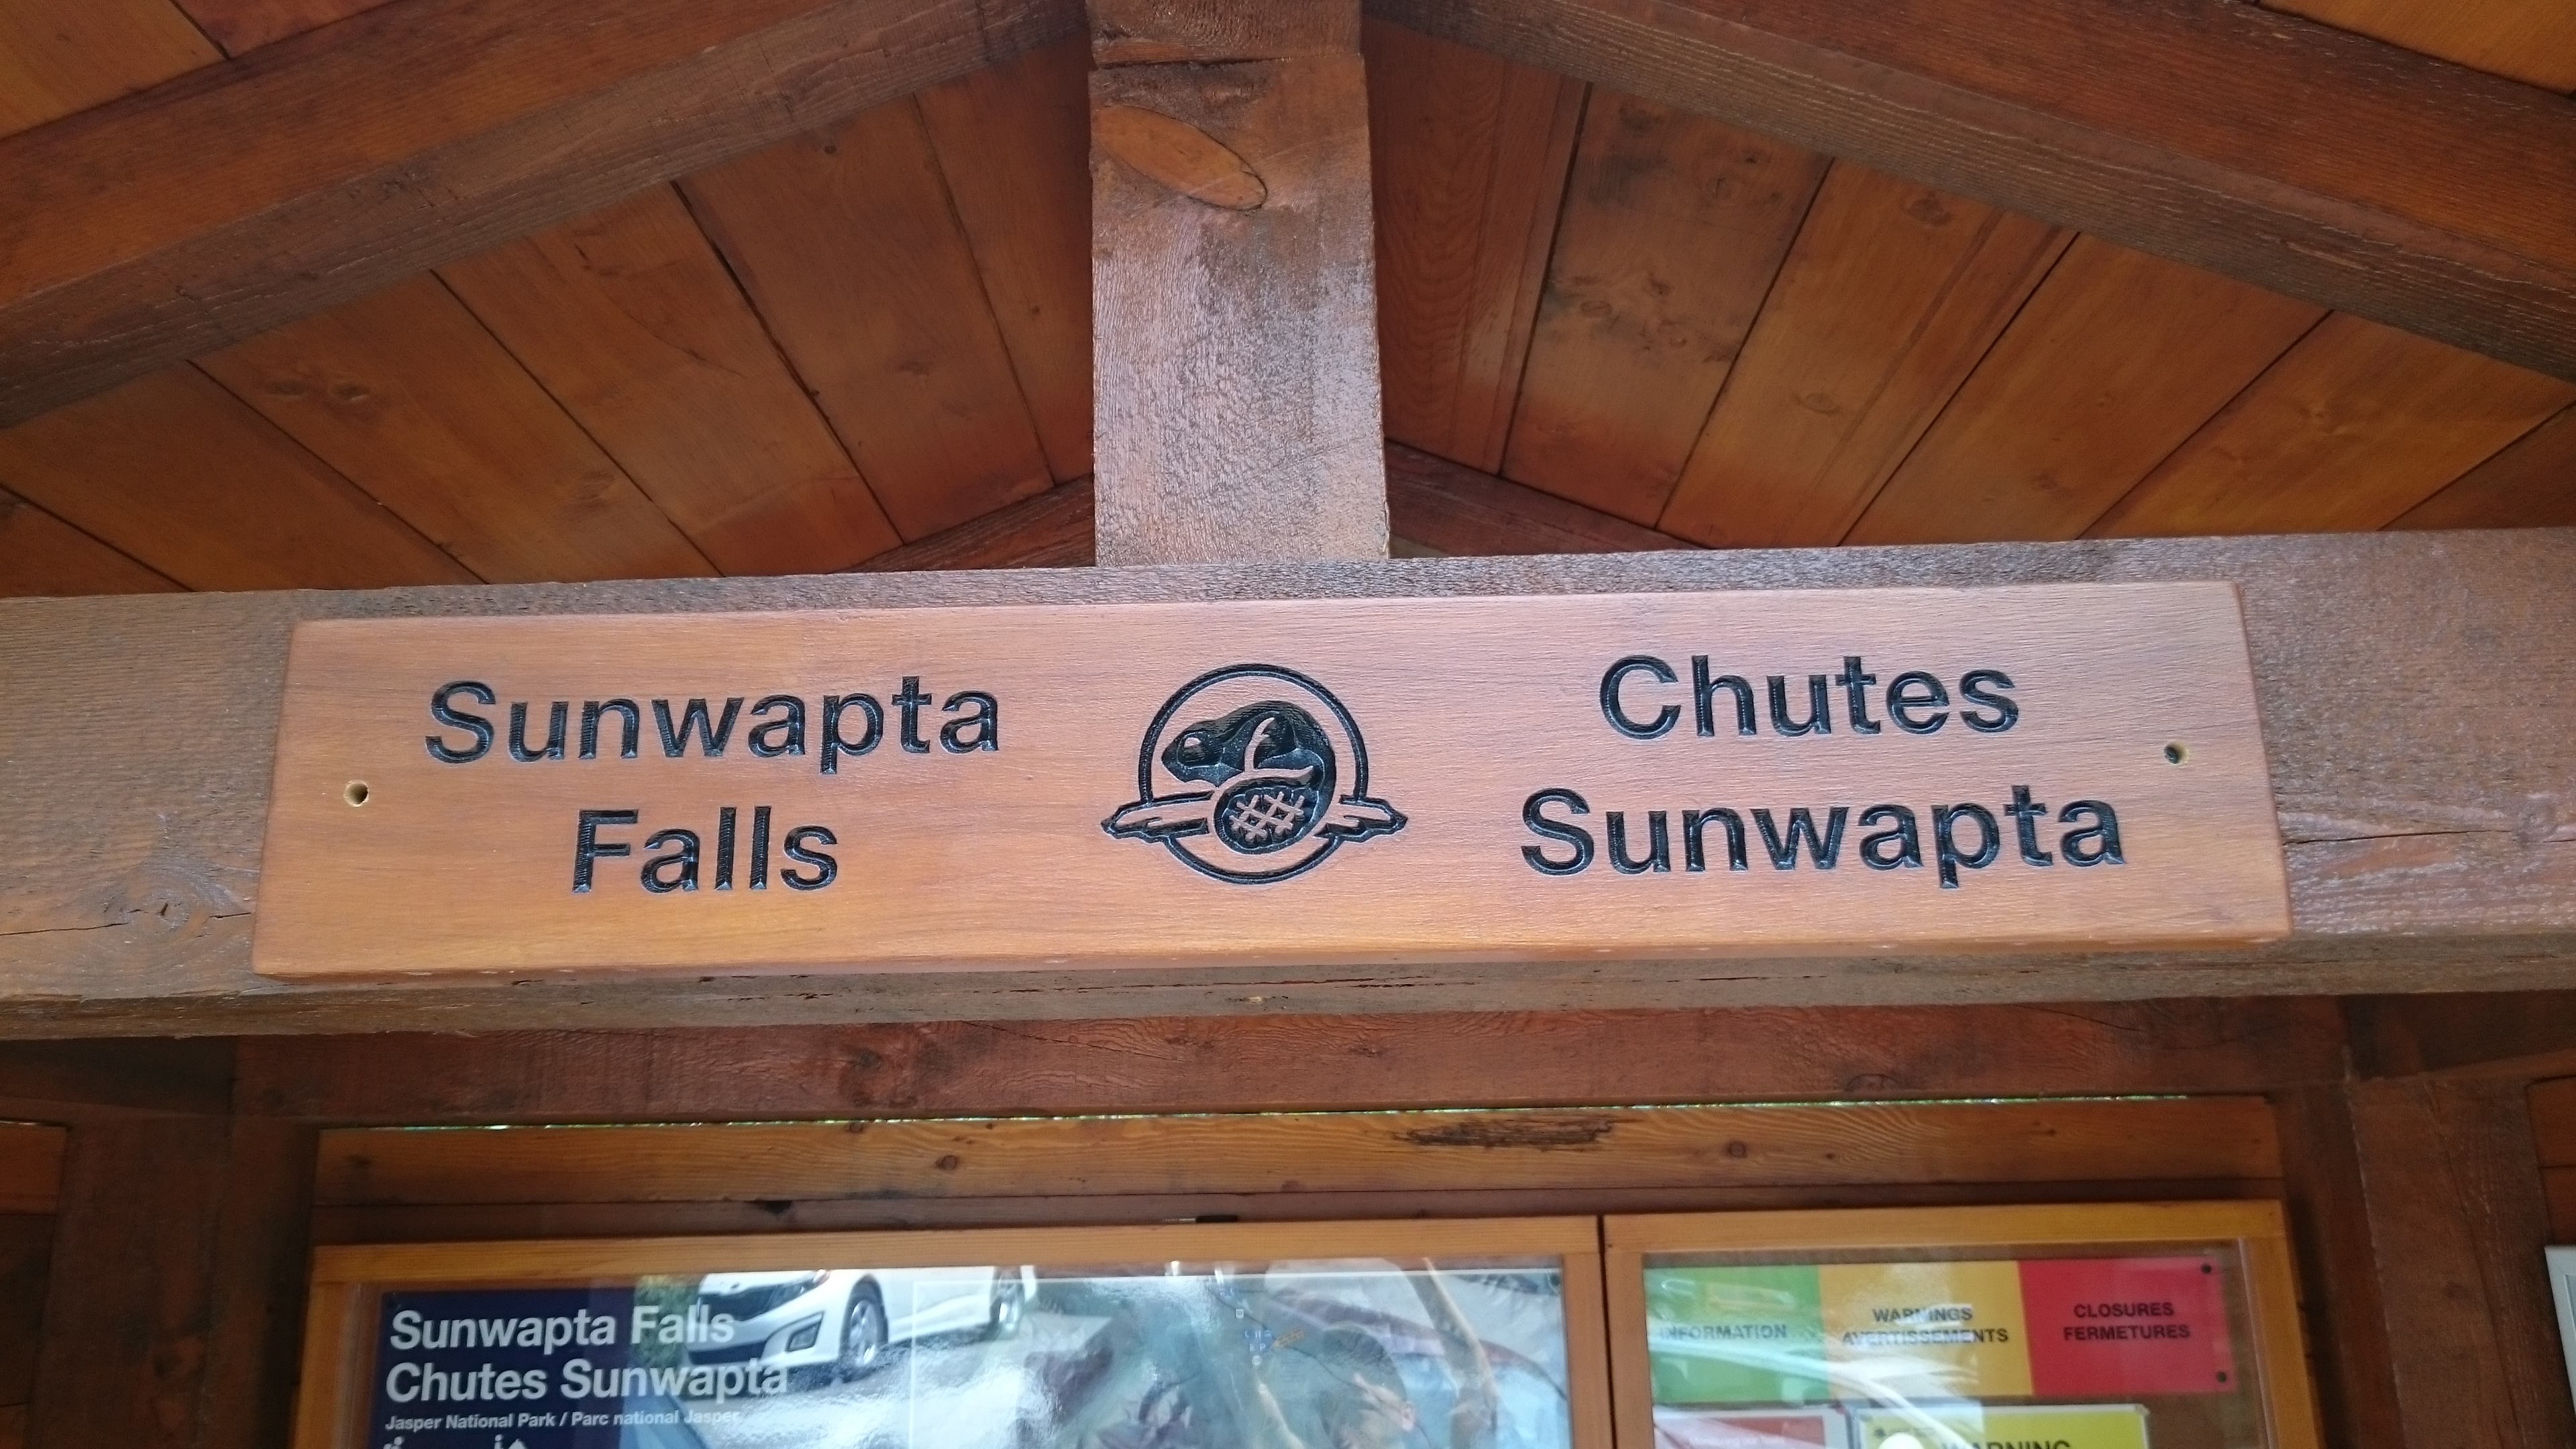 Sunwapta
Falls
Chutes
Sunwapta
Sunwapta Falls
Chutes Sunwapta
Jasper National Park / Parc national Jasper
INFORMATION
WARNINGS
AVERTISSEMENTS
CLOSURES
FERMETURES
WARNING